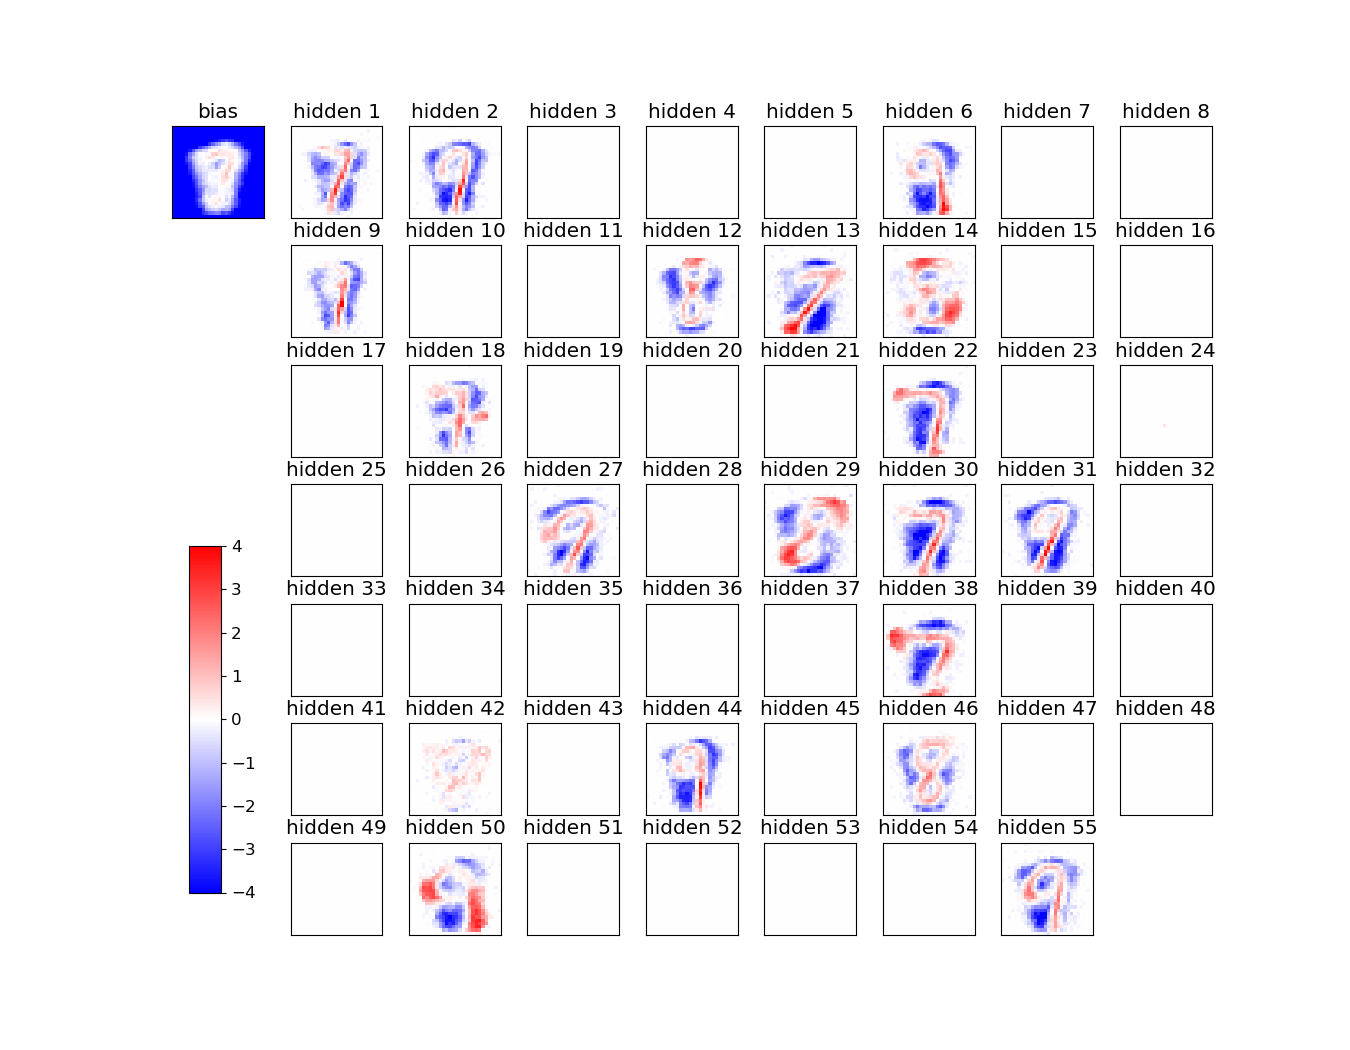 bias hidden 1 hidden 2 hidden 3 hidden 4 hidden 5 hidden 6 hidden 7 hidden 8
hidden 9 hidden 10 hidden 11 hidden 12 hidden 13 hidden 14 hidden 15 hidden 16
hidden 17 hidden 18 hidden 19 hidden 20 hidden 21 hidden 22 hidden 23 hidden 24
hidden 25 hidden 26 hidden 27 hidden 28 hidden 29 hidden 30 hidden 31 hidden 32
hidden 33 hidden 34 hidden 35 hidden 36 hidden 37 hidden 38 hidden 39 hidden 40
hidden 41 hidden 42 hidden 43 hidden 44 hidden 45 hidden 46 hidden 47 hidden 48
hidden 49 hidden 50 hidden 51 hidden 52 hidden 53 hidden 54 hidden 55
4
3
2
1
0
−1
−2
−3
−4